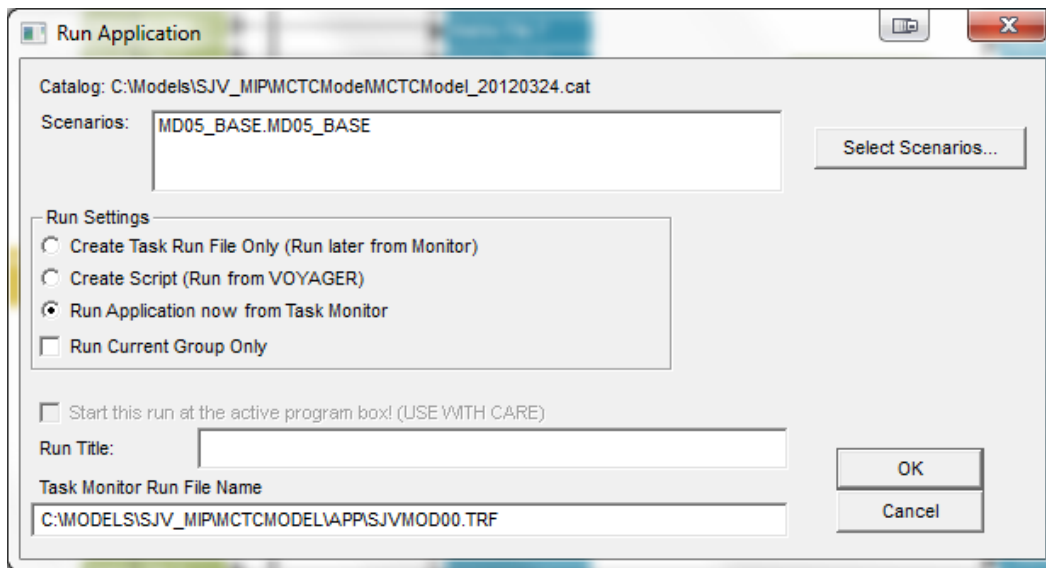 Run Application
Catalog: C:\Models\SJV_MIP\MCTCModel\MCTCModel_20120324.cat
Scenarios:
MD05_BASE.MD05_BASE
Select Scenarios...
Run Settings
Create Task Run File Only (Run later from Monitor)
Create Script (Run from VOYAGER)
Run Application now from Task Monitor
Run Current Group Only
Start this run at the active program box! (USE WITH CARE)
Run Title:
OK
Task Monitor Run File Name
C:\MODELS\SJV_MIP\MCTCMODEL\APP\SJVMOD00.TRF
Cancel